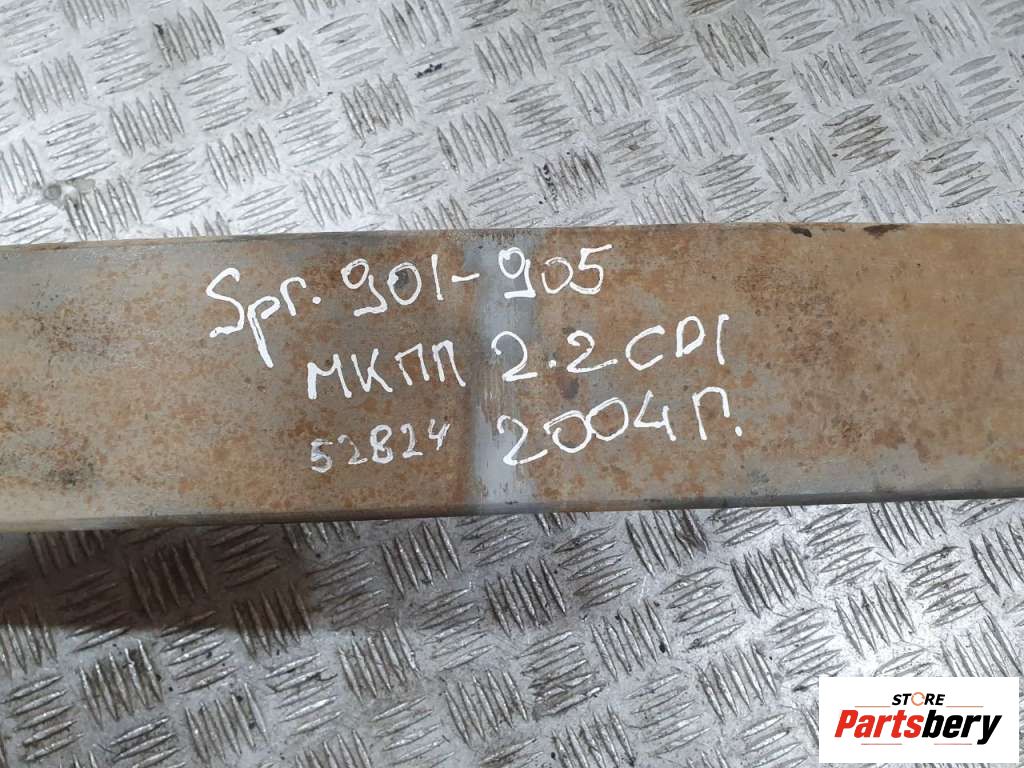 Spr. 901-905
МКПП 2.2 CDI
52824 2004 П.
STORE
Partsbery